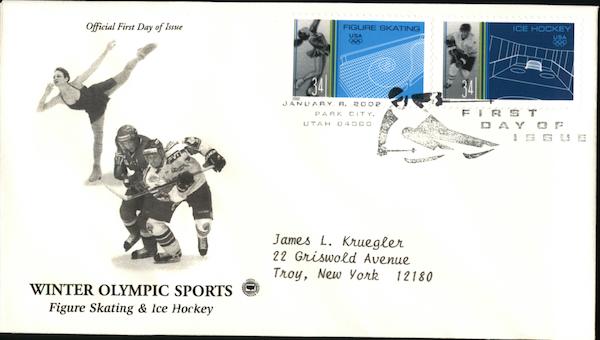 Official First Day of Issue
FIGURE SKATING
USA
34
2002
ICE HOCKEY
USA
34
JANUARY 8, 2002
PARK CITY,
UTAH 84060
FIRST
DAY OF
ISSUE
James L. Kruegler
22 Griswold Avenue
Troy, New York 12180
WINTER OLYMPIC SPORTS
Figure Skating & Ice Hockey